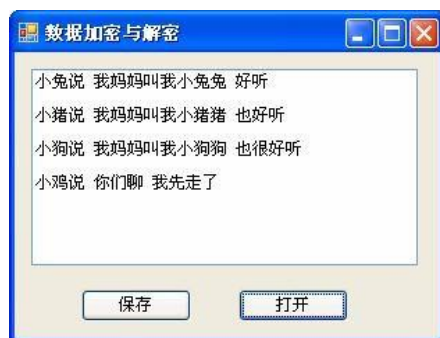 数据加密与解密
小兔说 我妈妈叫我小兔兔 好听
小猪说 我妈妈叫我小猪猪 也好听
小狗说 我妈妈叫我小狗狗 也很好听
小鸡说 你们聊 我先走了
保存 打开